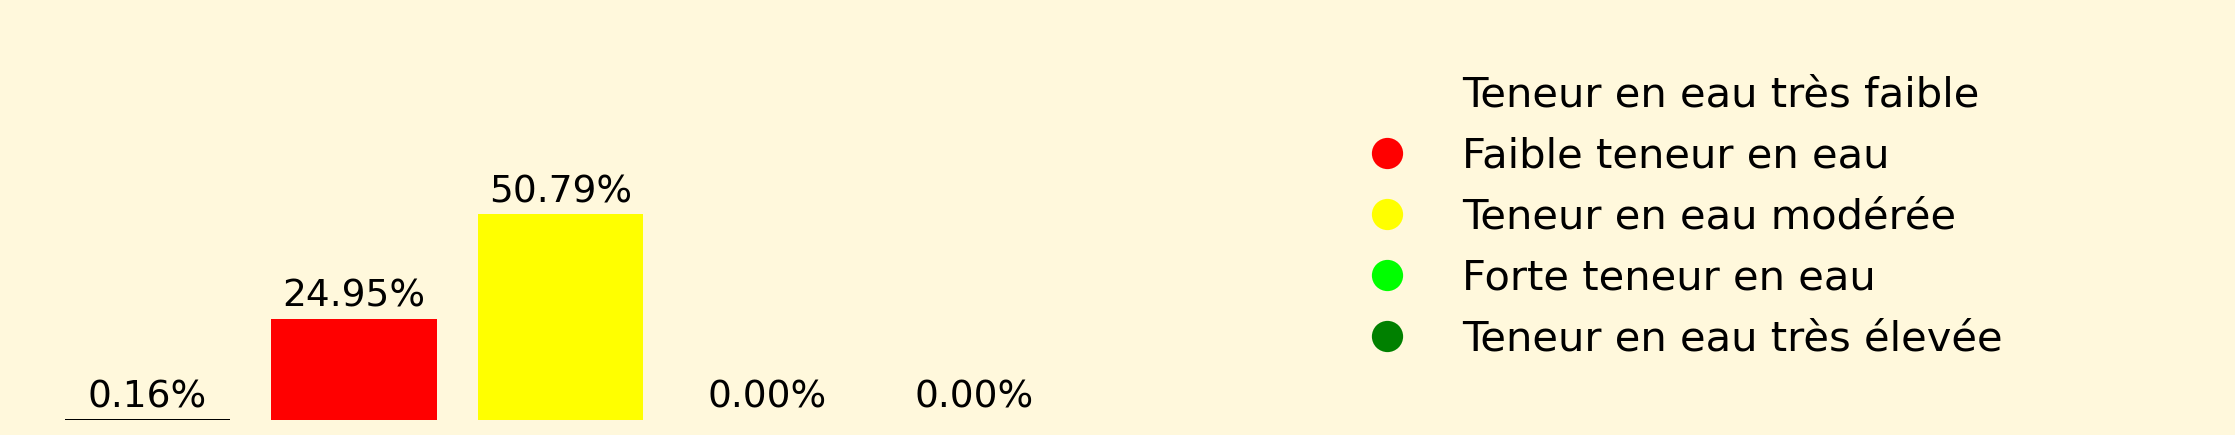 0.16%
24.95%
50.79%
0.00%
0.00%
Teneur en eau très faible
Faible teneur en eau
Teneur en eau modérée
Forte teneur en eau
Teneur en eau très élevée